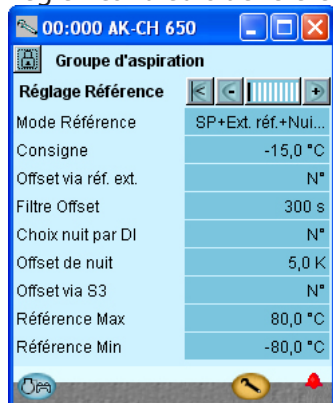 00:000 AK-CH 650
Groupe d'aspiration
Réglage Référence
Mode Référence SP+Ext. réf.+Nui...
Consigne -15,0 °C
Offset via réf. ext. N°
Filtre Offset 300 s
Choix nuit par DI N°
Offset de nuit 5,0 K
Offset via S3 N°
Référence Max 80,0 °C
Référence Min -80,0 °C